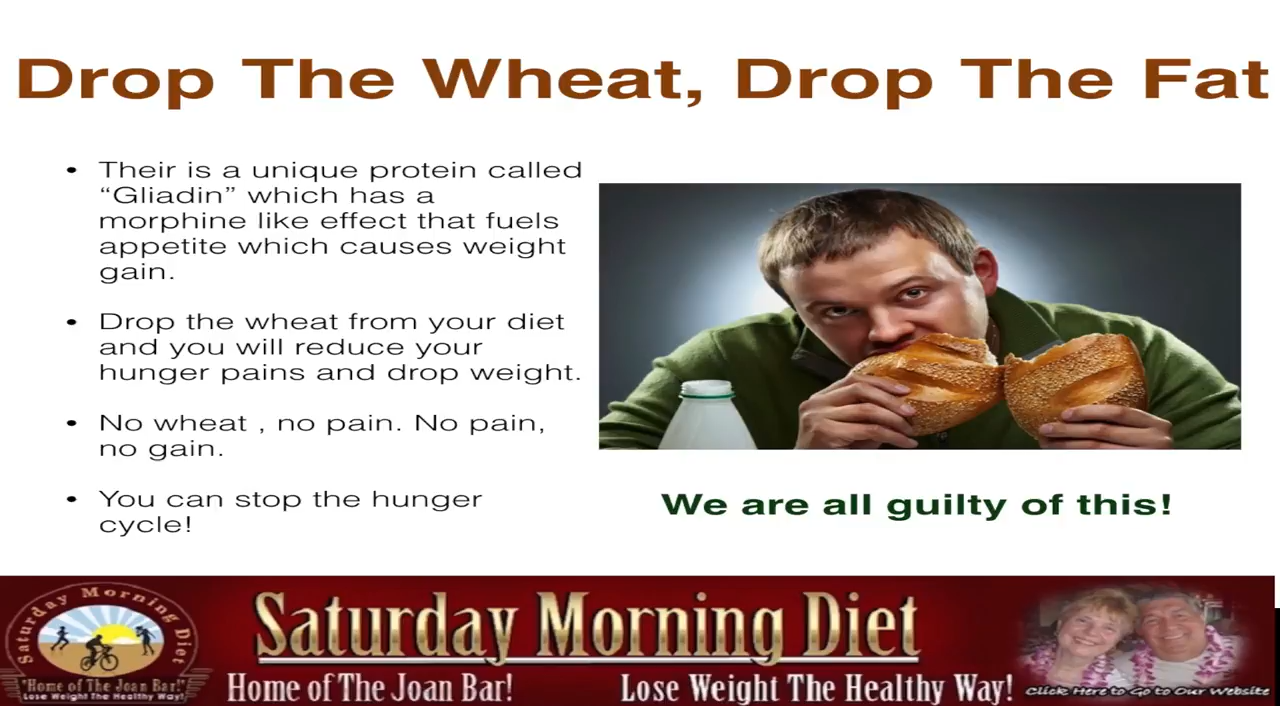 Drop The Wheat, Drop The Fat
• Their is a unique protein called
“Gliadin” which has a
morphine like effect that fuels
appetite which causes weight
gain.
• Drop the wheat from your diet
and you will reduce your
hunger pains and drop weight.
• No wheat , no pain. No pain,
no gain.
• You can stop the hunger
cycle!
We are all guilty of this!
Saturday Morning Diet
"Home of The Joan Bar!"
Lose Weight The Healthy Way!
Saturday Morning Diet
Home of The Joan Bar!
Lose Weight The Healthy Way!
Click Here to Go to Our Website